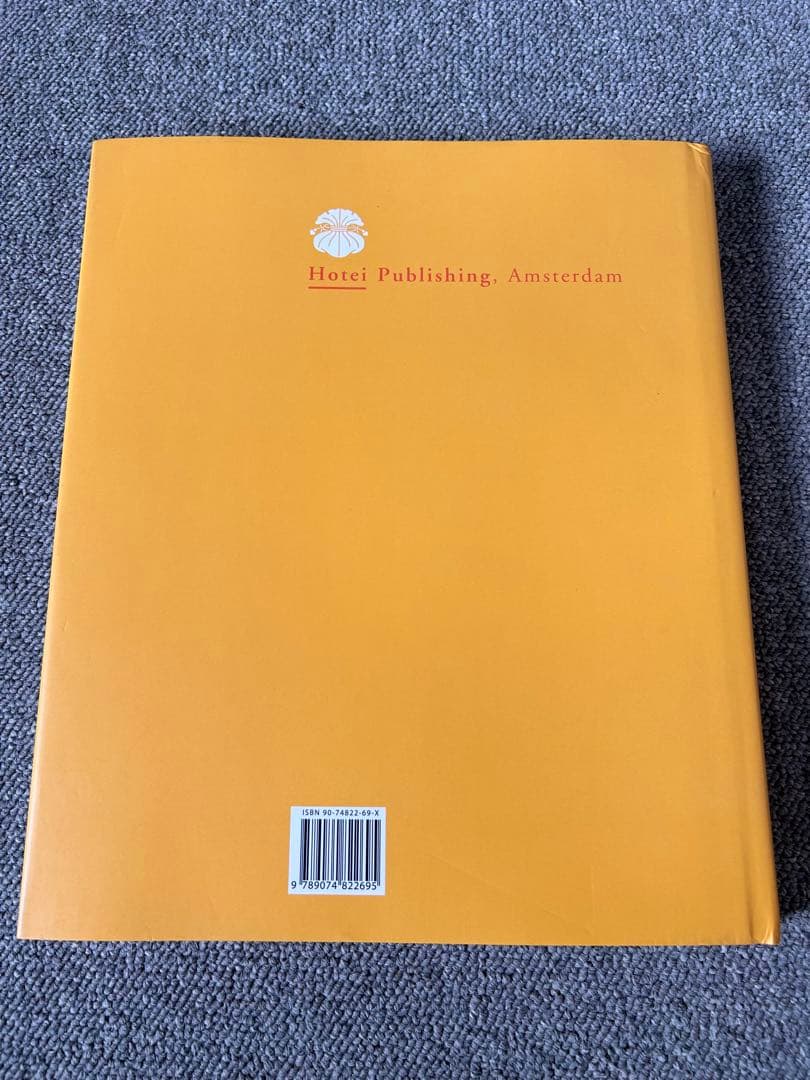 Hotei Publishing, Amsterdam
ISBN 90-74822-69-X
9 789074 822695